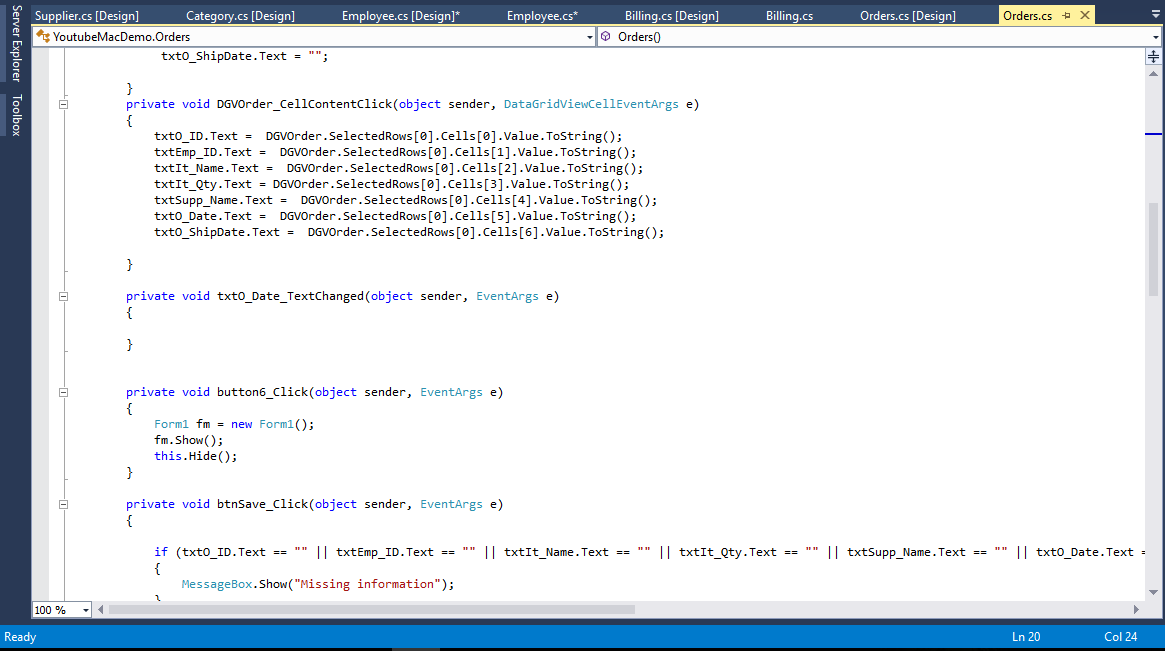 Server Explorer
Toolbox
Supplier.cs [Design] Category.cs [Design] Employee.cs [Design]* Employee.cs* Billing.cs [Design] Billing.cs Orders.cs [Design] Orders.cs
YoutubeMacDemo.Orders Orders()
txtO_ShipDate.Text = "";
}
private void DGVOrder_CellContentClick(object sender, DataGridViewCellEventArgs e)
{
txtO_ID.Text =  DGVOrder.SelectedRows[0].Cells[0].Value.ToString();
txtEmp_ID.Text =  DGVOrder.SelectedRows[0].Cells[1].Value.ToString();
txtIt_Name.Text =  DGVOrder.SelectedRows[0].Cells[2].Value.ToString();
txtIt_Qty.Text = DGVOrder.SelectedRows[0].Cells[3].Value.ToString();
txtSupp_Name.Text =  DGVOrder.SelectedRows[0].Cells[4].Value.ToString();
txtO_Date.Text =  DGVOrder.SelectedRows[0].Cells[5].Value.ToString();
txtO_ShipDate.Text =  DGVOrder.SelectedRows[0].Cells[6].Value.ToString();
}
private void txtO_Date_TextChanged(object sender, EventArgs e)
{
}
private void button6_Click(object sender, EventArgs e)
{
Form1 fm = new Form1();
fm.Show();
this.Hide();
}
private void btnSave_Click(object sender, EventArgs e)
{
if (txtO_ID.Text == "" || txtEmp_ID.Text == "" || txtIt_Name.Text == "" || txtIt_Qty.Text == "" || txtSupp_Name.Text == "" || txtO_Date.Text =
{
MessageBox.Show("Missing information");
}
100 %
Ready Ln 20 Col 24